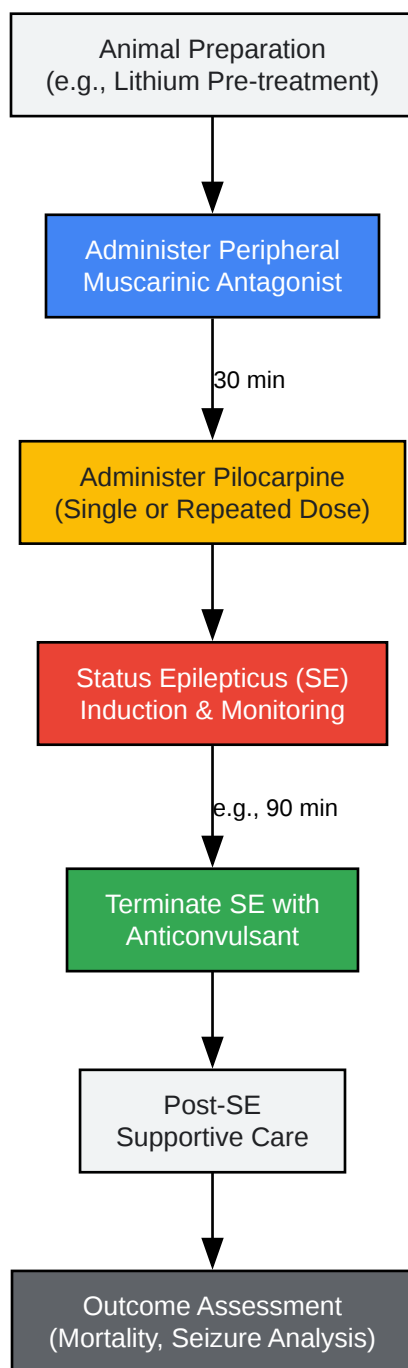 Animal Preparation
(e.g., Lithium Pre-treatment)
Administer Peripheral
Muscarinic Antagonist
30 min
Administer Pilocarpine
(Single or Repeated Dose)
Status Epilepticus (SE)
Induction & Monitoring
e.g., 90 min
Terminate SE with
Anticonvulsant
Post-SE
Supportive Care
Outcome Assessment
(Mortality, Seizure Analysis)